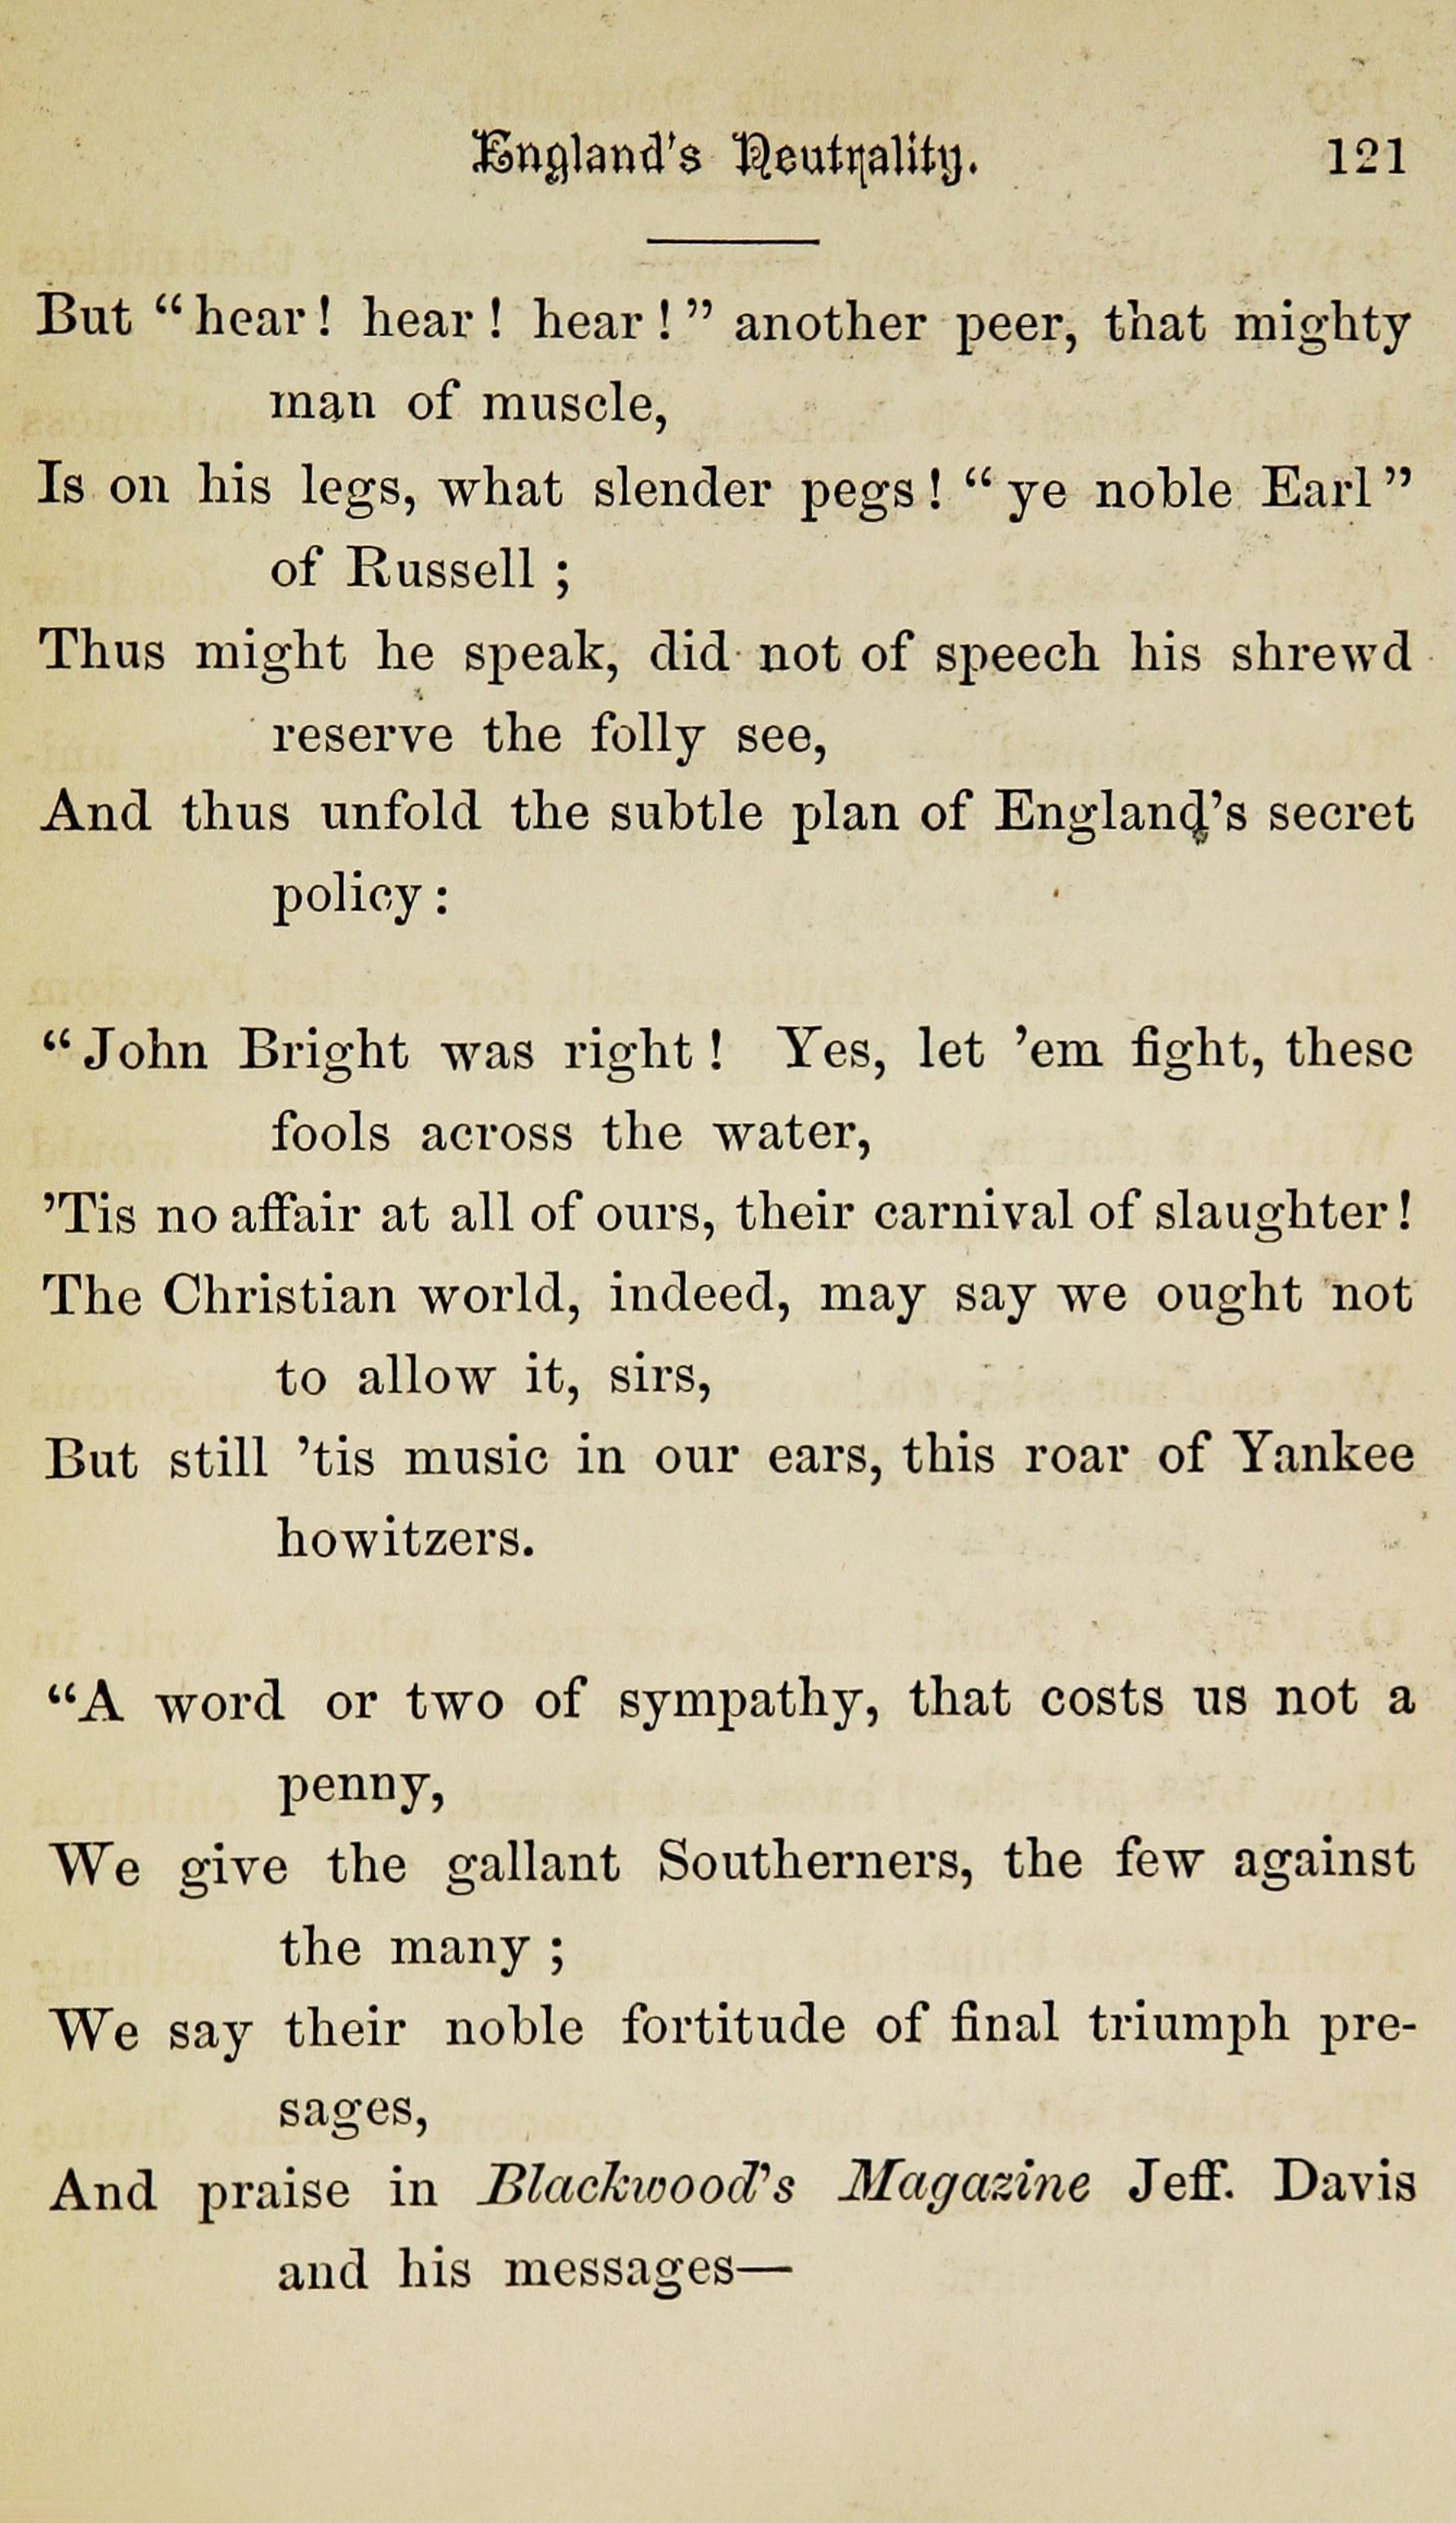 England's Neutrality. 121
But “hear! hear! hear!” another peer, that mighty
man of muscle,
Is on his legs, what slender pegs! “ye noble Earl”
of Russell;
Thus might he speak, did not of speech his shrewd
reserve the folly see,
And thus unfold the subtle plan of England’s secret
policy:
“John Bright was right! Yes, let ’em fight, these
fools across the water,
’Tis no affair at all of ours, their carnival of slaughter!
The Christian world, indeed, may say we ought not
to allow it, sirs,
But still ’tis music in our ears, this roar of Yankee
howitzers.
“A word or two of sympathy, that costs us not a
penny,
We give the gallant Southerners, the few against
the many;
We say their noble fortitude of final triumph pre-
sages,
And praise in Blackwood’s Magazine Jeff. Davis
and his messages—